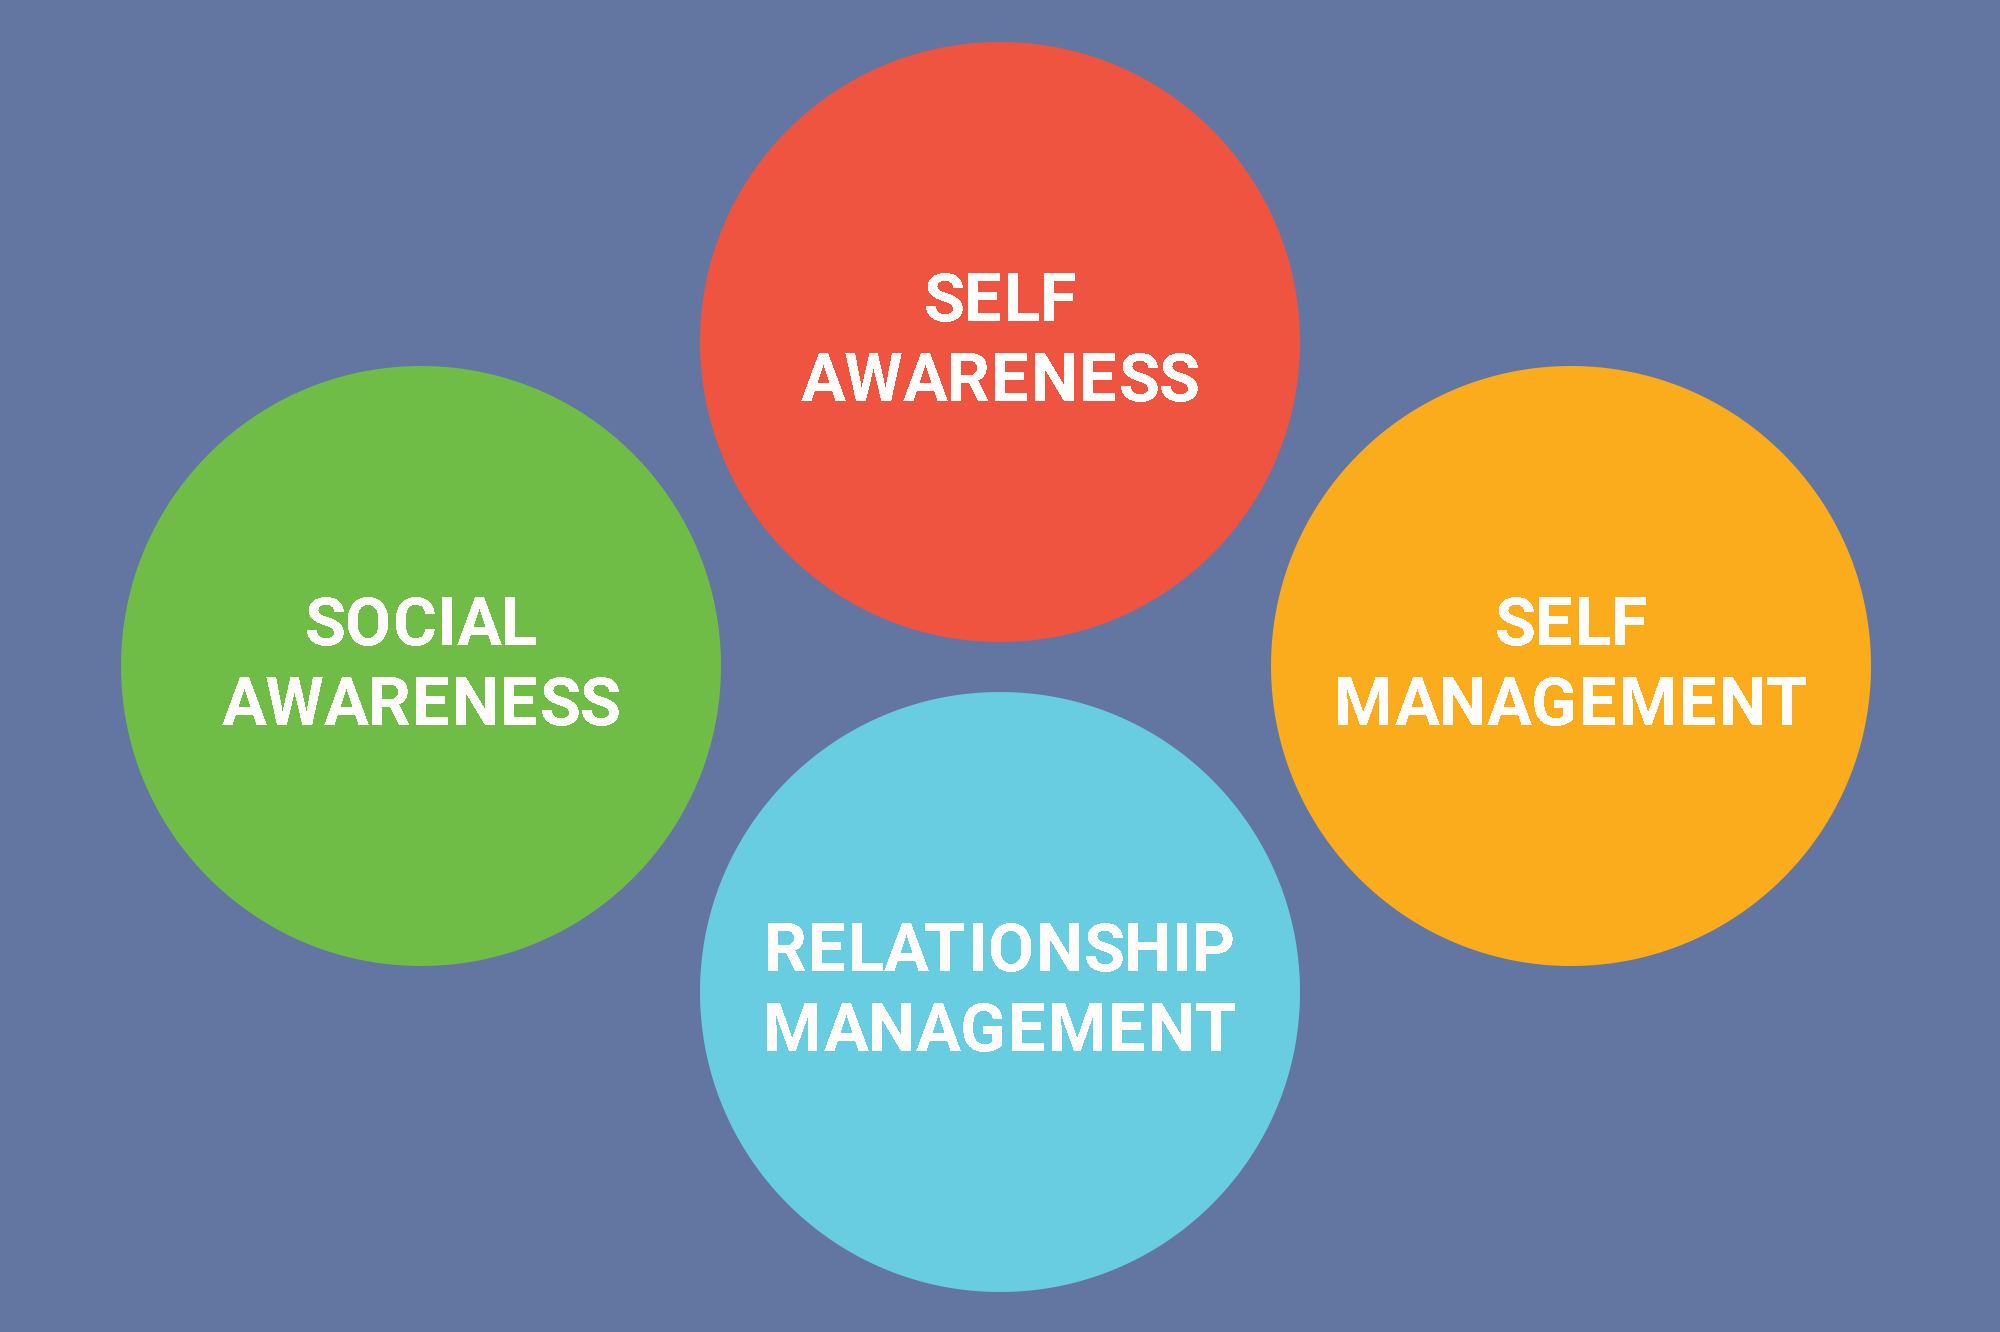 SELF
AWARENESS
SOCIAL
AWARENESS
SELF
MANAGEMENT
RELATIONSHIP
MANAGEMENT